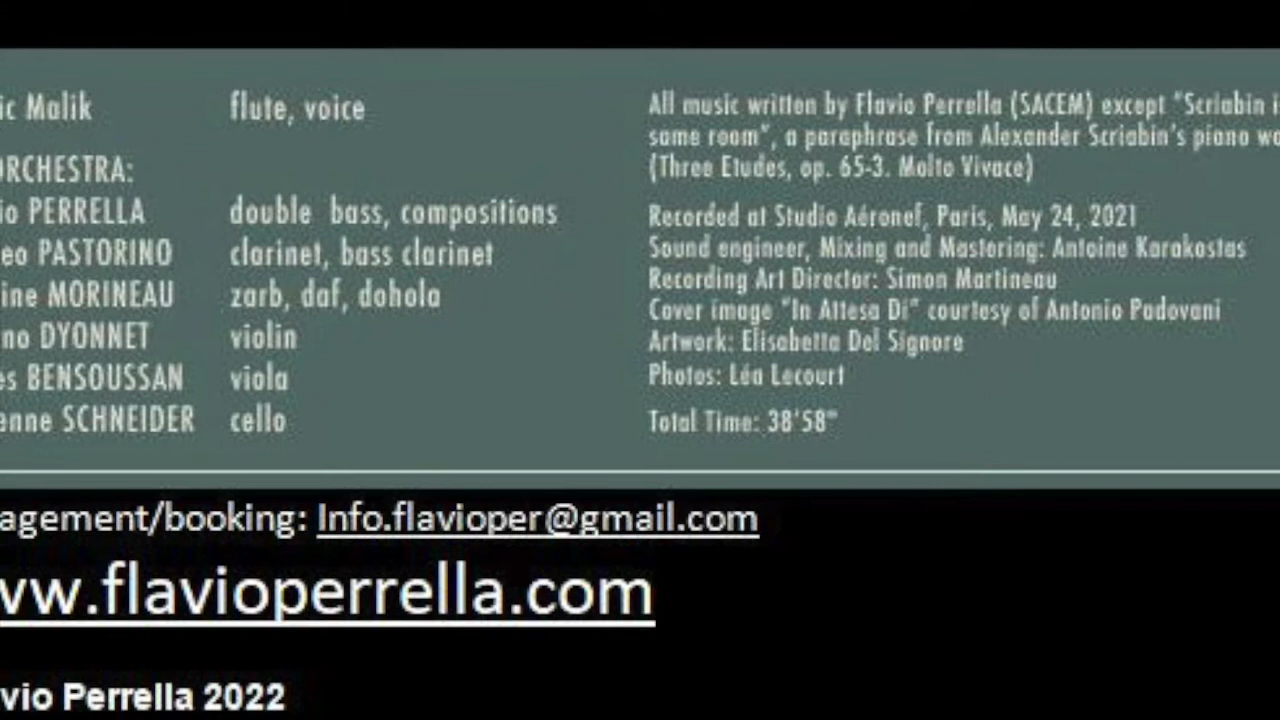 ic Malik flute, voice
ORCHESTRA:
io PERRELLA double bass, compositions
eo PASTORINO clarinet, bass clarinet
ine MORINEAU zarb, daf, dohola
no DYONNET violin
es BENSOUSSAN viola
enne SCHNEIDER cello
All music written by Flavio Perrella (SACEM) except "Scriabin i
same room", a paraphrase from Alexander Scriabin's piano wo
(Three Etudes, op. 65-3. Molto Vivace)
Recorded at Studio Aéronef, Paris, May 24, 2021
Sound engineer, Mixing and Mastering: Antoine Karakostas
Recording Art Director: Simon Martineau
Cover image "In Attesa Di" courtesy of Antonio Padovani
Artwork: Elisabetta Del Signore
Photos: Léa Lecourt
Total Time: 38'58"
agement/booking: Info.flavioper@gmail.com
vw.flavioperrella.com
vio Perrella 2022